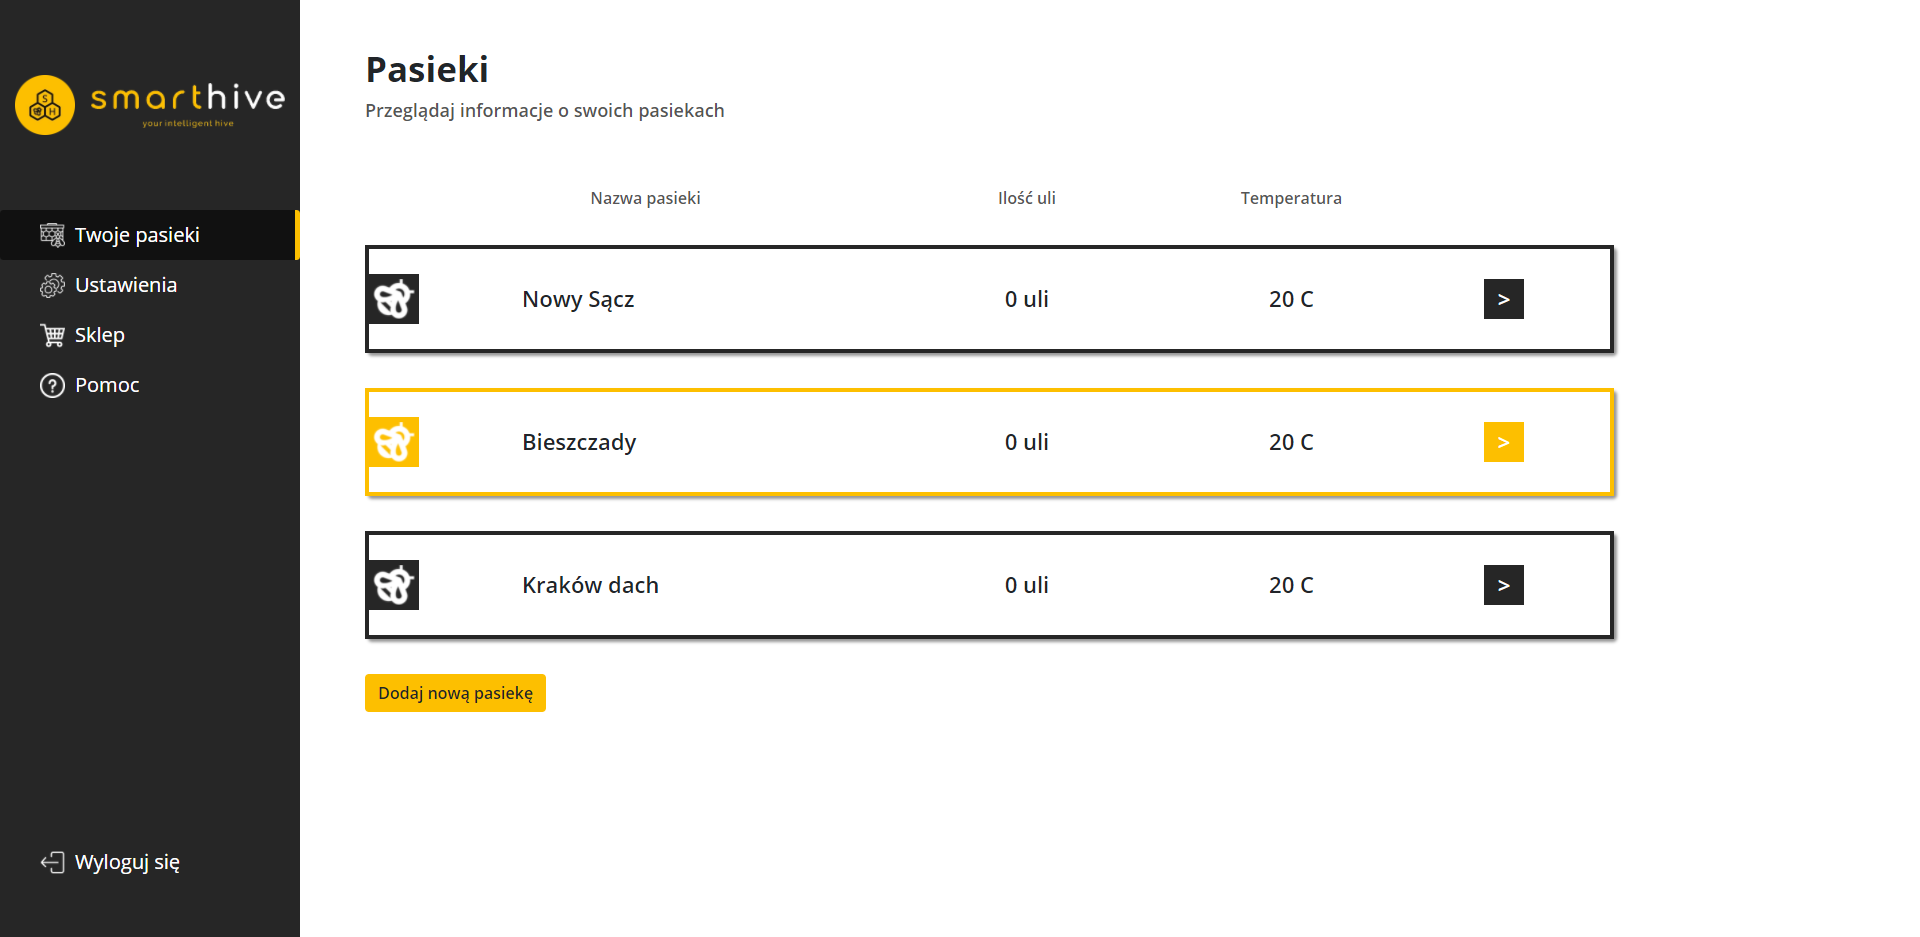 smarthive
your intelligent hive
S
H
Twoje pasieki
Ustawienia
Sklep
? Pomoc
Wyloguj się
Pasieki
Przeglądaj informacje o swoich pasiekach
Nazwa pasieki Ilość uli Temperatura
Nowy Sącz 0 uli 20 C >
Bieszczady 0 uli 20 C >
Kraków dach 0 uli 20 C >
Dodaj nową pasiekę